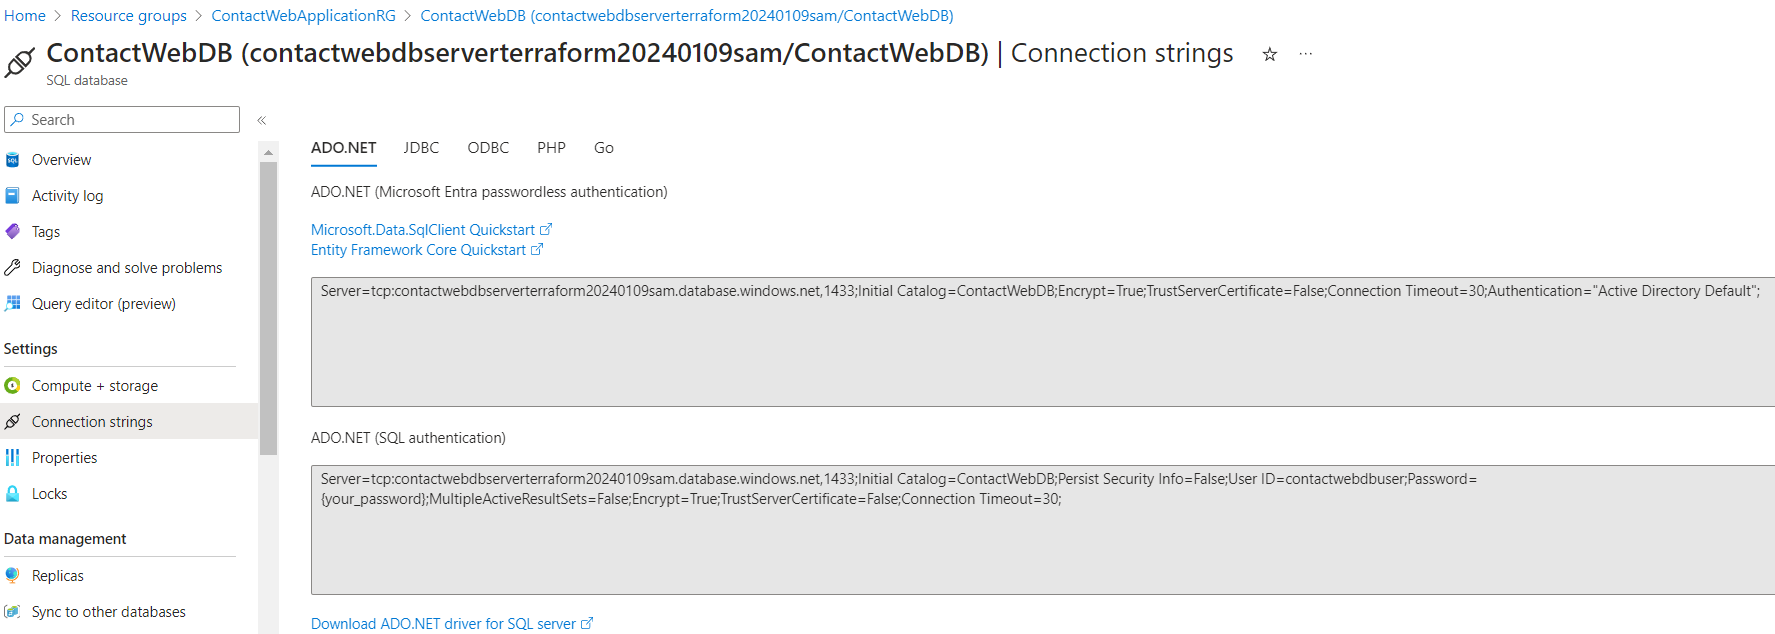 Home > Resource groups > ContactWebApplicationRG > ContactWebDB (contactwebdbserverterraform20240109sam/ContactWebDB)
ContactWebDB (contactwebdbserverterraform20240109sam/ContactWebDB) | Connection strings
SQL database
Search
Overview
Activity log
Tags
Diagnose and solve problems
Query editor (preview)
Settings
Compute + storage
Connection strings
Properties
Locks
Data management
Replicas
Sync to other databases
ADO.NET JDBC ODBC PHP Go
ADO.NET (Microsoft Entra passwordless authentication)
Microsoft.Data.SqlClient Quickstart
Entity Framework Core Quickstart
Server=tcp:contactwebdbserverterraform20240109sam.database.windows.net,1433;Initial Catalog=ContactWebDB;Encrypt=True;TrustServerCertificate=False;Connection Timeout=30;Authentication="Active Directory Default";
ADO.NET (SQL authentication)
Server=tcp:contactwebdbserverterraform20240109sam.database.windows.net,1433;Initial Catalog=ContactWebDB;Persist Security Info=False;User ID=contactwebdbuser;Password=
{your_password};MultipleActiveResultSets=False;Encrypt=True;TrustServerCertificate=False;Connection Timeout=30;
Download ADO.NET driver for SQL server